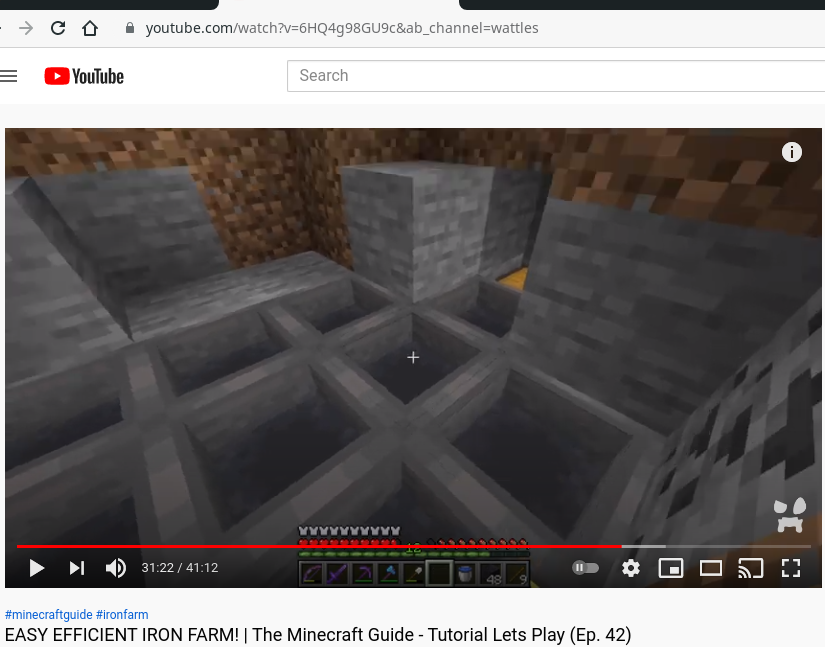 youtube.com/watch?v=6HQ4g98GU9c&ab_channel=wattles
YouTube
Search
i
12
48
9
31:22 / 41:12
#minecraftguide #ironfarm
EASY EFFICIENT IRON FARM! | The Minecraft Guide - Tutorial Lets Play (Ep. 42)